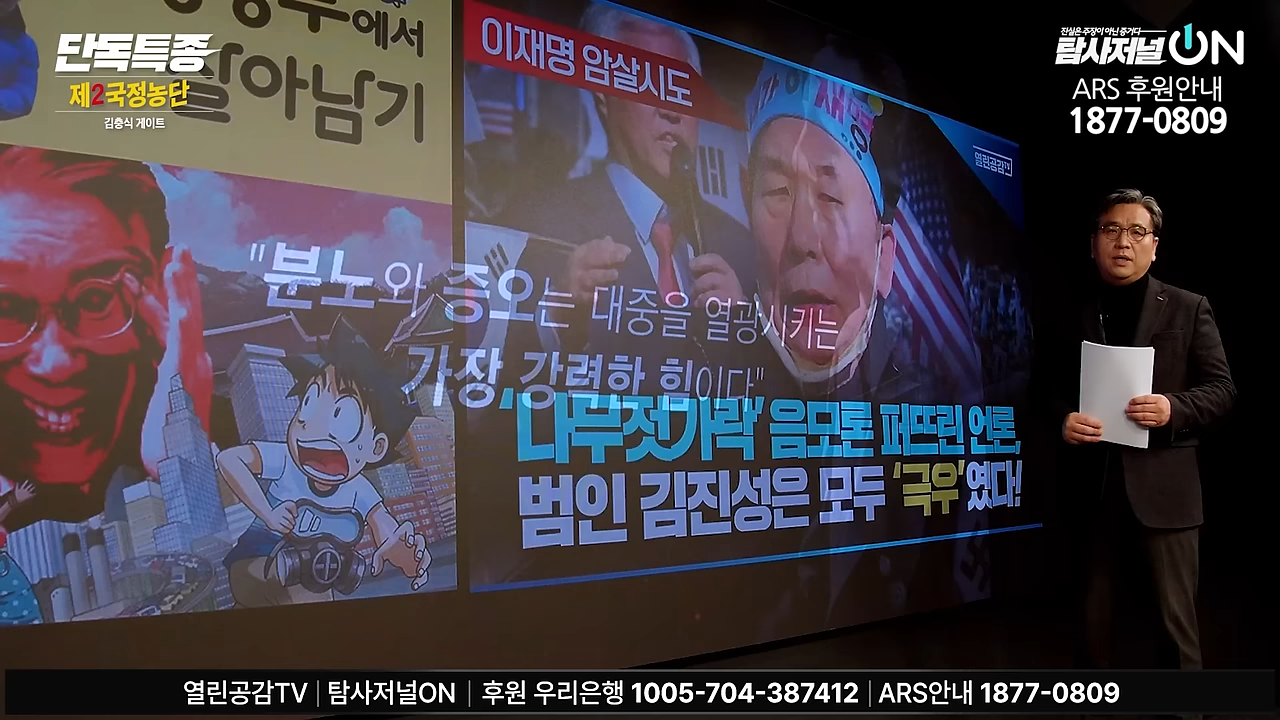 단독특종
제2국정농단
김충식 게이트
에서
살아남기
이재명 암살시도
열린공감TV
진실은 주장이 아닌 증거다
탐사저널ON
ARS 후원안내
1877-0809
"분노와 증오는 대중을 열광시키는
가장 강력한 힘이다"
'나무젓가락' 음모론 퍼뜨린 언론,
범인 김진성은 모두 '극우'였다!
열린공감TV | 탐사저널ON | 후원 우리은행 1005-704-387412 | ARS안내 1877-0809